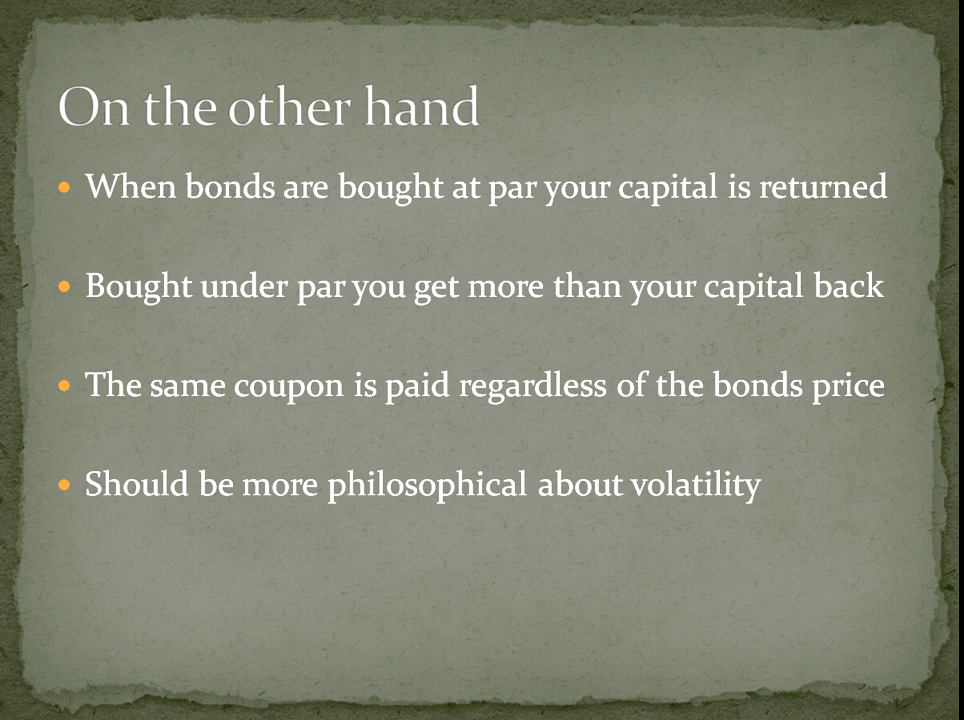 On the other hand
• When bonds are bought at par your capital is returned
• Bought under par you get more than your capital back
• The same coupon is paid regardless of the bonds price
• Should be more philosophical about volatility